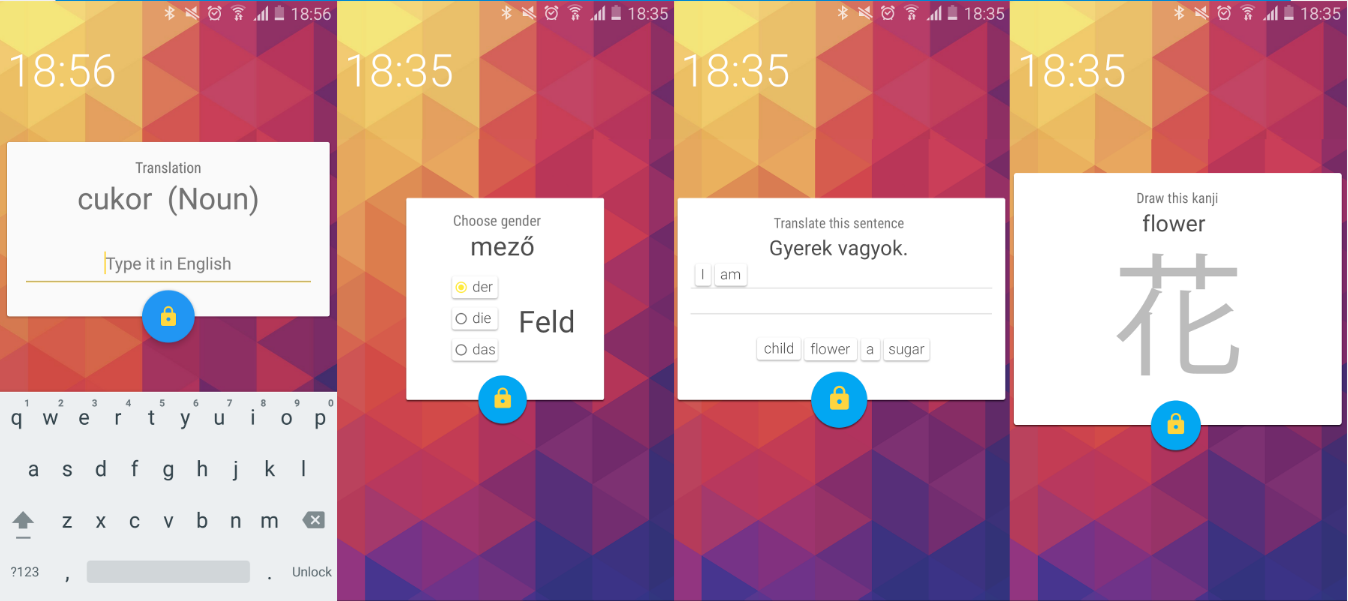 18:56
18:56
Translation
cukor (Noun)
Type it in English
1 2 3 4 5 6 7 8 9 0
q w e r t y u i o p
a s d f g h j k l
z x c v b n m
?123 , . Unlock
18:35
18:35
Choose gender
mező
der
die
das
Feld
18:35
18:35
Translate this sentence
Gyerek vagyok.
I am
child flower a sugar
18:35
18:35
Draw this kanji
flower
花